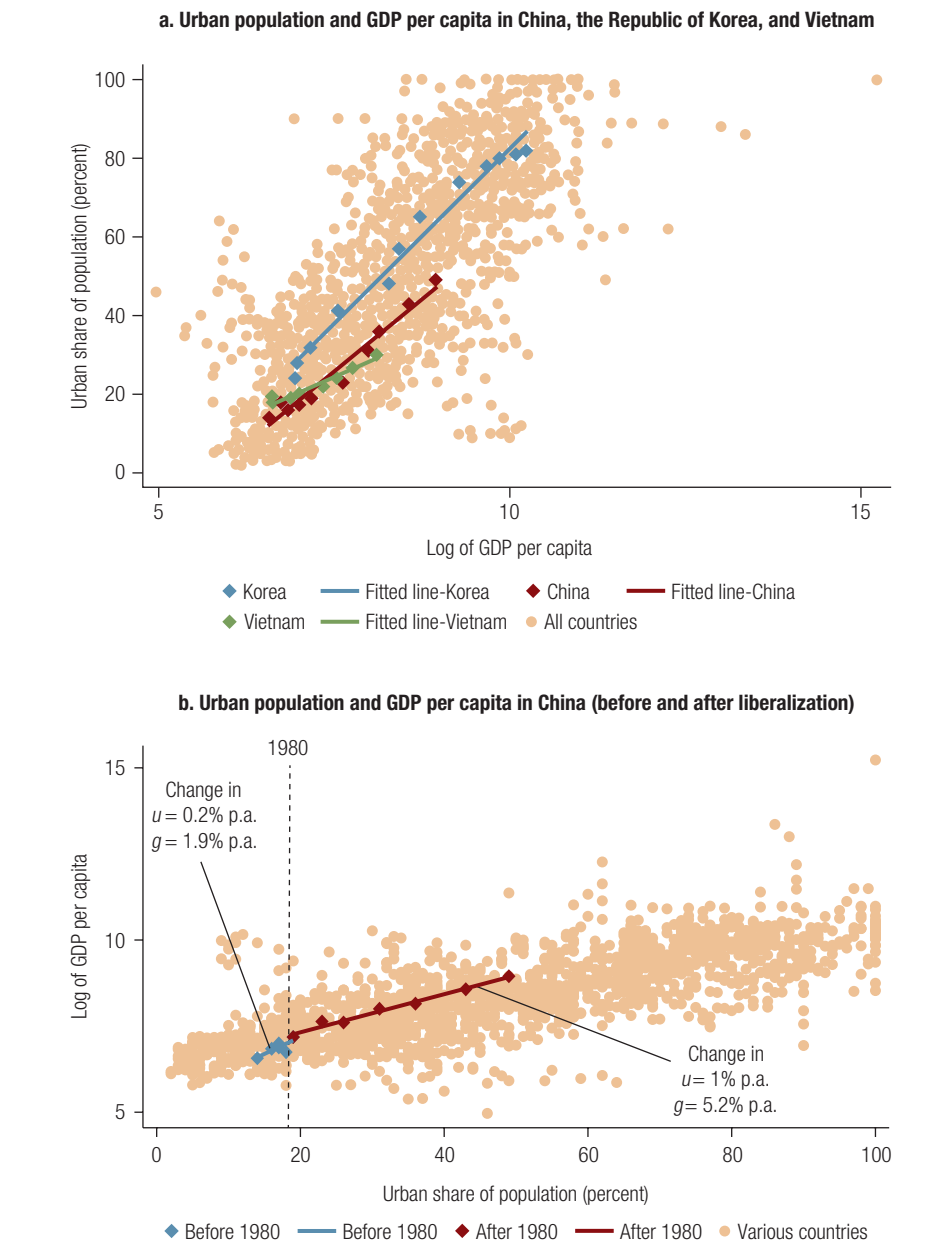 a. Urban population and GDP per capita in China, the Republic of Korea, and Vietnam
Urban share of population (percent)
100
80
60
40
20
0
5
10
15
Log of GDP per capita
Korea
Fitted line-Korea
China
Fitted line-China
Vietnam
Fitted line-Vietnam
All countries
b. Urban population and GDP per capita in China (before and after liberalization)
1980
Log of GDP per capita
15
10
5
Change in
u = 0.2% p.a.
g = 1.9% p.a.
Change in
u = 1% p.a.
g = 5.2% p.a.
0
20
40
60
80
100
Urban share of population (percent)
Before 1980
Before 1980
After 1980
After 1980
Various countries